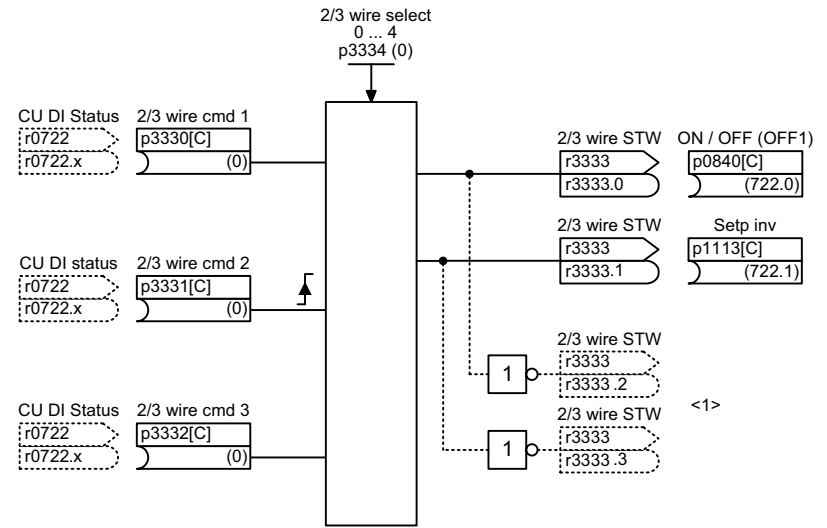 2/3 wire select
0 ... 4
p3334 (0)
CU DI Status 2/3 wire cmd 1
r0722 p3330[C]
r0722.x (0)
2/3 wire STW ON / OFF (OFF1)
r3333 p0840[C]
r3333.0 (722.0)
2/3 wire STW Setp inv
r3333 p1113[C]
r3333.1 (722.1)
CU DI status 2/3 wire cmd 2
r0722 p3331[C]
r0722.x (0)
2/3 wire STW
r3333
1 r3333 .2
<1>
2/3 wire STW
r3333
1 r3333 .3
CU DI Status 2/3 wire cmd 3
r0722 p3332[C]
r0722.x (0)